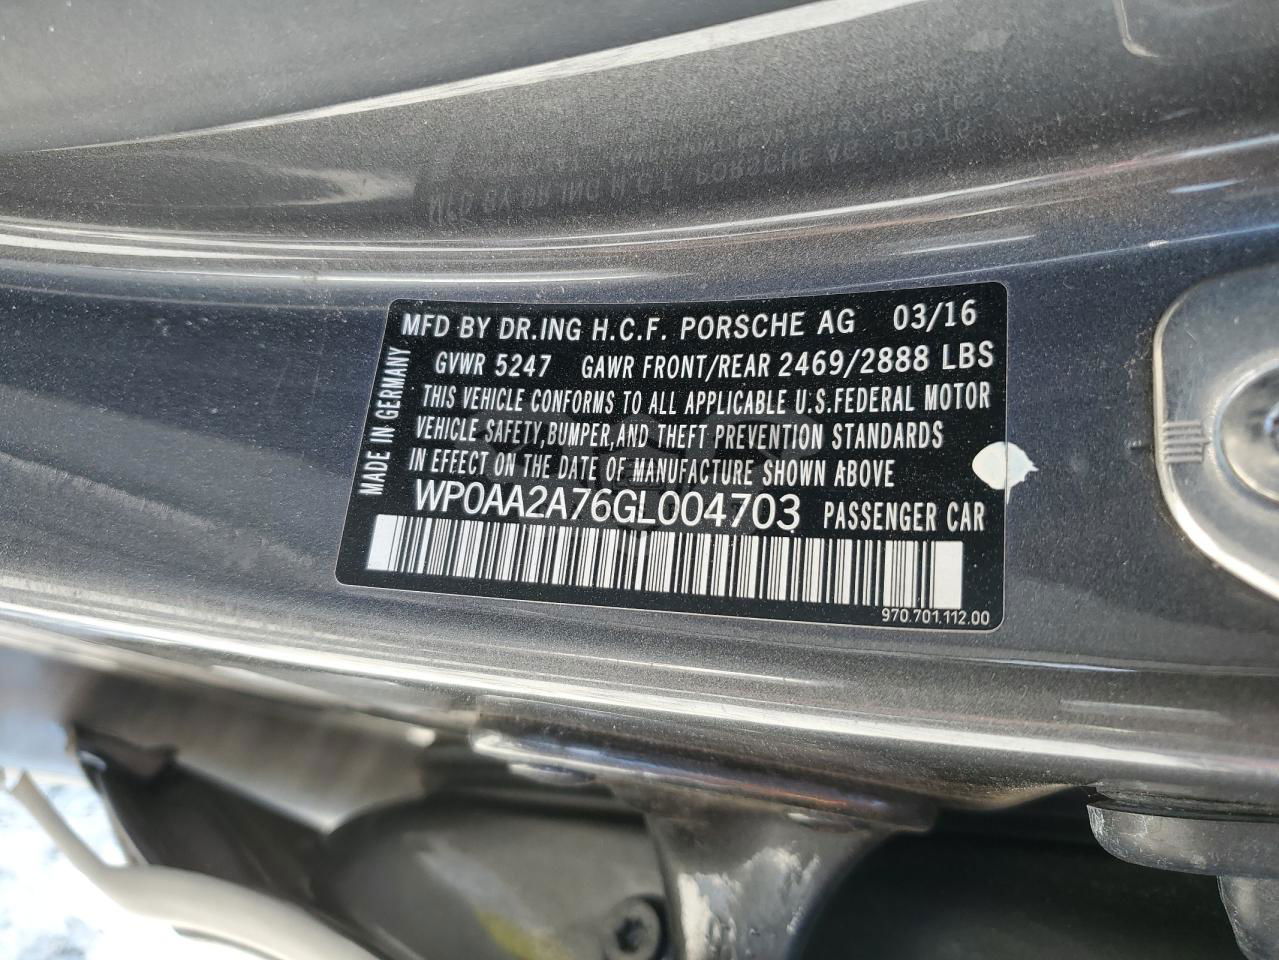 MFD BY DR.ING H.C.F. PORSCHE AG 03/16
GVWR 5247 GAWR FRONT/REAR 2469/2888 LBS
THIS VEHICLE CONFORMS TO ALL APPLICABLE U.S.FEDERAL MOTOR
VEHICLE SAFETY,BUMPER,AND THEFT PREVENTION STANDARDS
IN EFFECT ON THE DATE OF MANUFACTURE SHOWN ABOVE
WP0AA2A76GL004703 PASSENGER CAR
970.701.112.00
MADE IN GERMANY